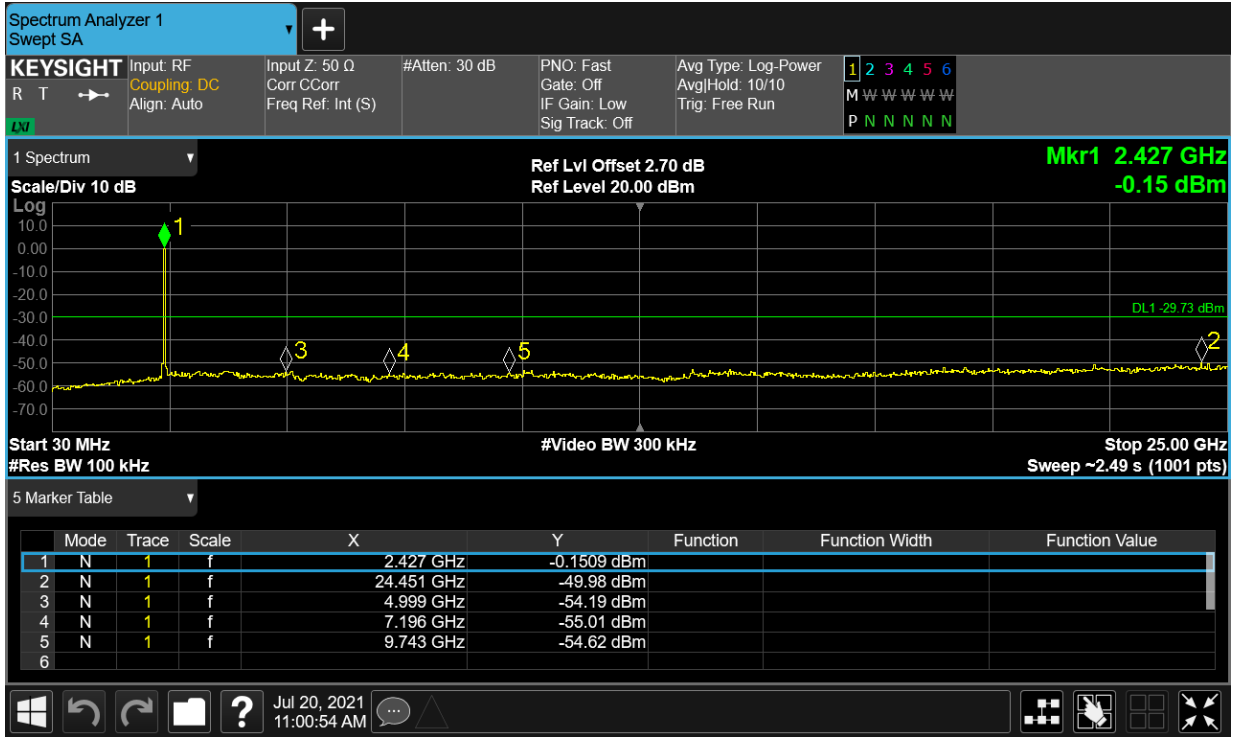 Spectrum Analyzer 1
Swept SA
KEYSIGHT
R T
LXI
Input: RF
Coupling: DC
Align: Auto
Input Z: 50 Ω
Corr CCorr
Freq Ref: Int (S)
#Atten: 30 dB
PNO: Fast
Gate: Off
IF Gain: Low
Sig Track: Off
Avg Type: Log-Power
Avg|Hold: 10/10
Trig: Free Run
1 2 3 4 5 6
M W W W W W
P N N N N N
1 Spectrum
Scale/Div 10 dB
Ref Lvl Offset 2.70 dB
Ref Level 20.00 dBm
Mkr1 2.427 GHz
-0.15 dBm
Log
10.0
0.00
-10.0
-20.0
-30.0
-40.0
-50.0
-60.0
-70.0
1
DL1 -29.73 dBm
3
4
5
2
Start 30 MHz
#Res BW 100 kHz
#Video BW 300 kHz
Stop 25.00 GHz
Sweep ~2.49 s (1001 pts)
5 Marker Table
Mode Trace Scale X Y Function Function Width Function Value
1 N 1 f 2.427 GHz -0.1509 dBm
2 N 1 f 24.451 GHz -49.98 dBm
3 N 1 f 4.999 GHz -54.19 dBm
4 N 1 f 7.196 GHz -55.01 dBm
5 N 1 f 9.743 GHz -54.62 dBm
6
?
Jul 20, 2021
11:00:54 AM